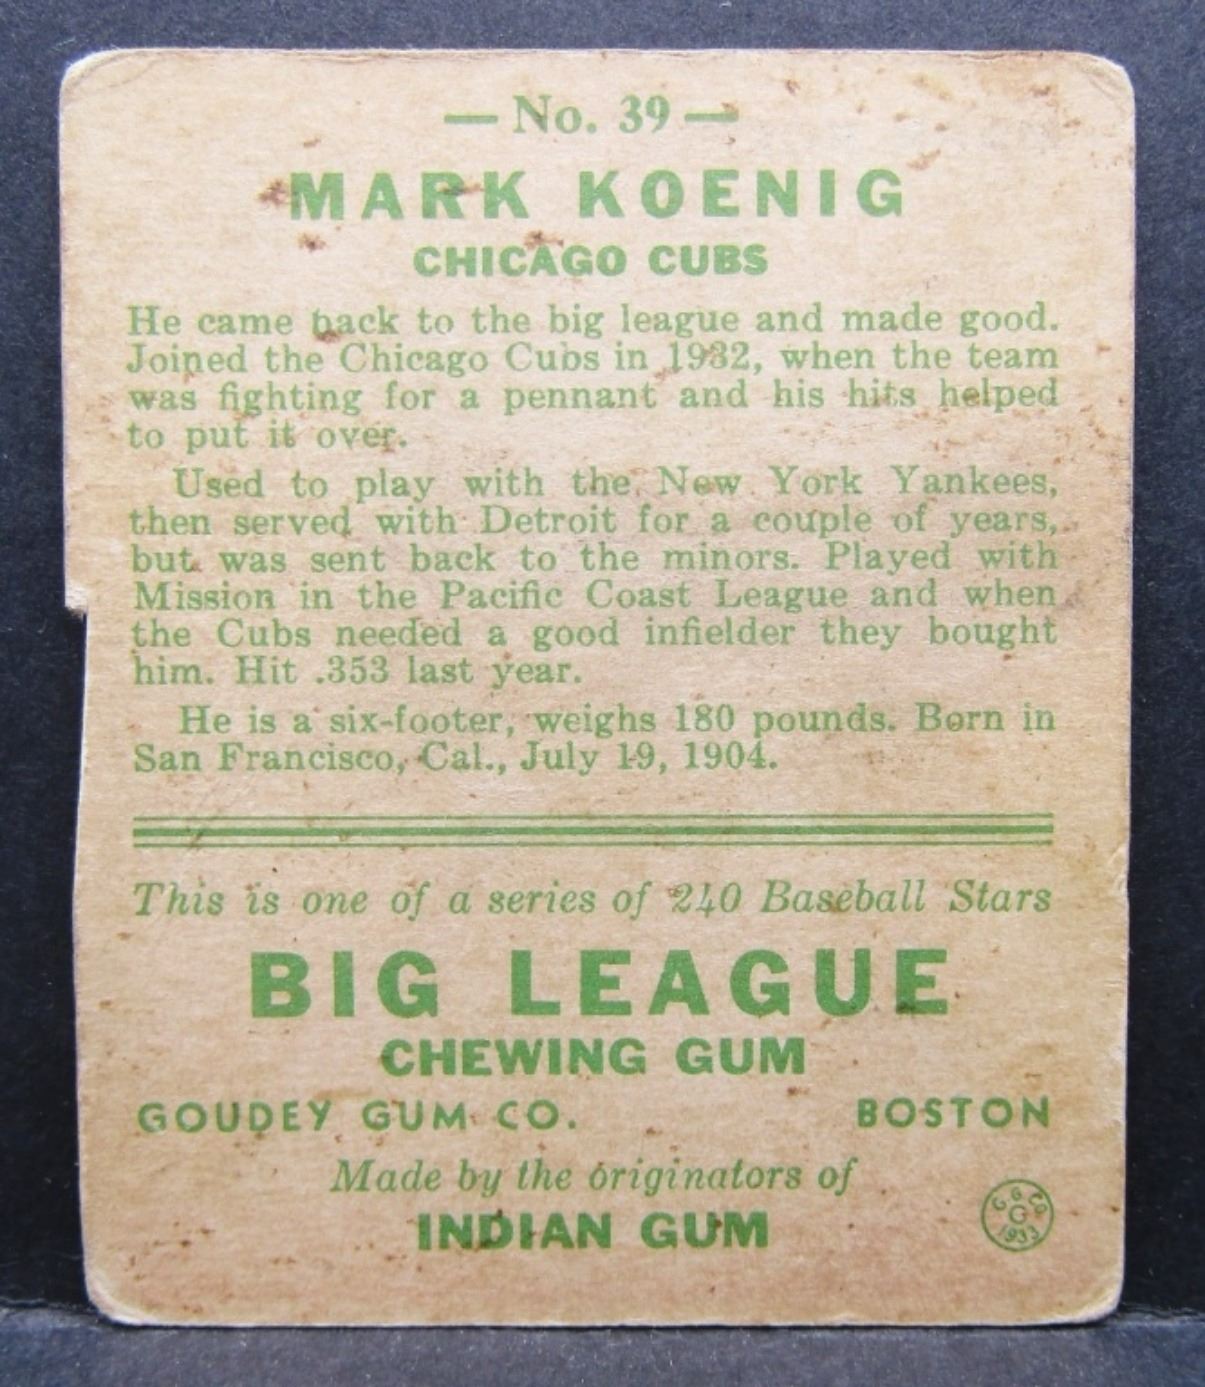 — No. 39 —
MARK KOENIG
CHICAGO CUBS
He came back to the big league and made good.
Joined the Chicago Cubs in 1932, when the team
was fighting for a pennant and his hits helped
to put it over.
Used to play with the New York Yankees,
then served with Detroit for a couple of years,
but was sent back to the minors. Played with
Mission in the Pacific Coast League and when
the Cubs needed a good infielder they bought
him. Hit .353 last year.
He is a six-footer, weighs 180 pounds. Born in
San Francisco, Cal., July 19, 1904.
This is one of a series of 240 Baseball Stars
BIG LEAGUE
CHEWING GUM
GOUDEY GUM CO. BOSTON
Made by the originators of
INDIAN GUM
G. G. CO.
G
1933